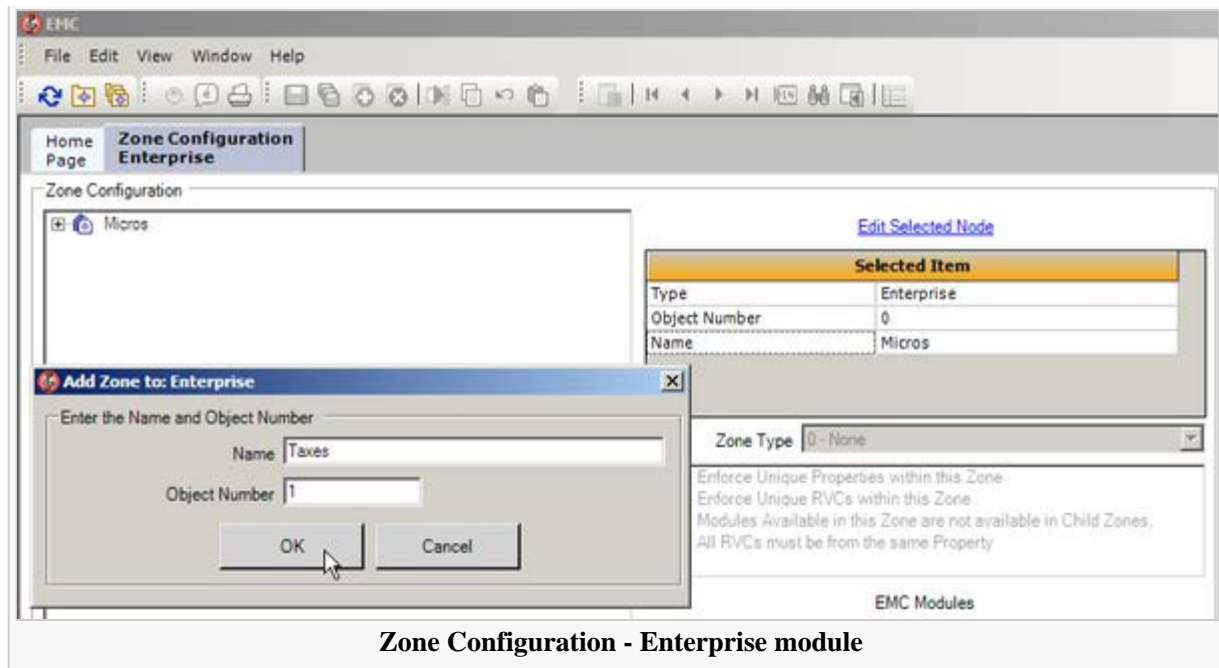 EMC
File Edit View Window Help
Home Page
Zone Configuration Enterprise
Zone Configuration
Micros
Edit Selected Node
Selected Item
Type Enterprise
Object Number 0
Name Micros
Add Zone to: Enterprise
Enter the Name and Object Number
Name Taxes
Object Number 1
OK Cancel
Zone Type 0 - None
Enforce Unique Properties within this Zone
Enforce Unique RVCs within this Zone
Modules Available in this Zone are not available in Child Zones.
All RVCs must be from the same Property
EMC Modules
Zone Configuration - Enterprise module